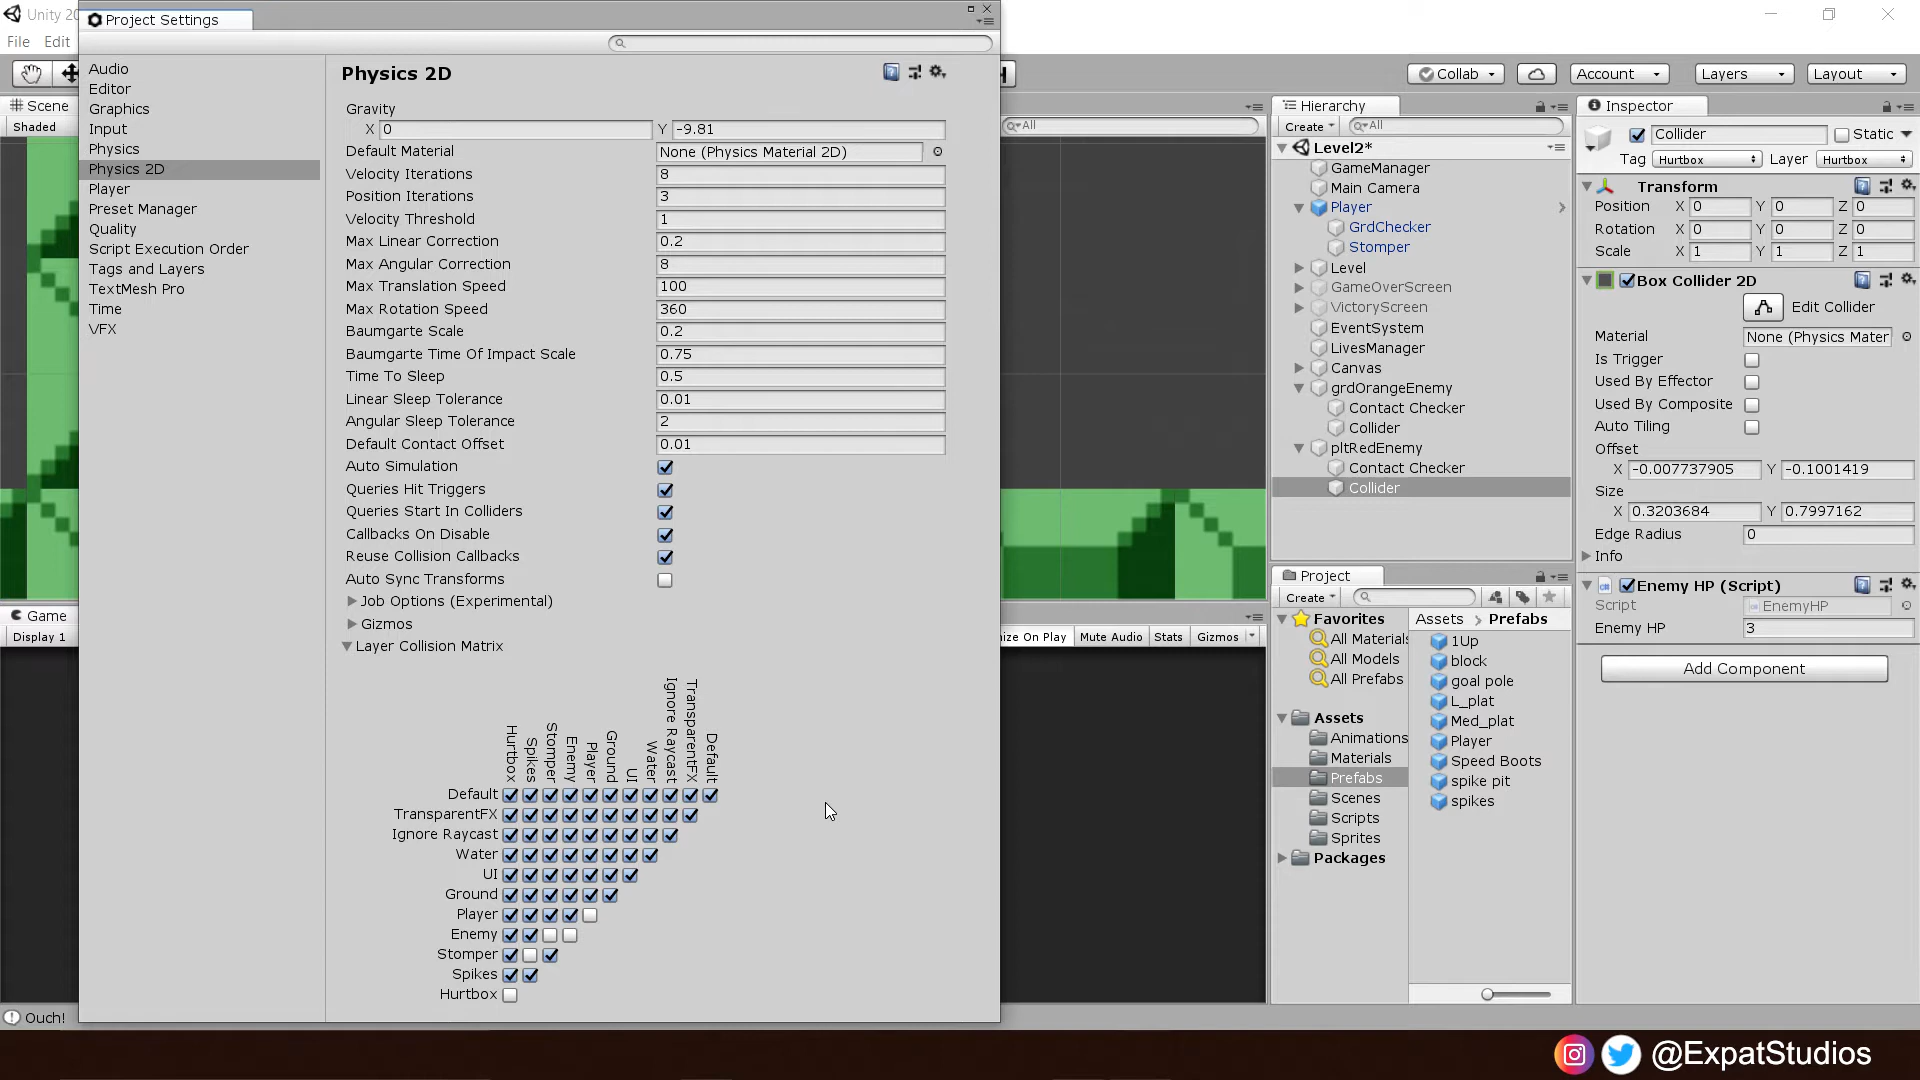 Unity 20
Project Settings
File Edit
Audio
Editor
Graphics
Input
Physics
Physics 2D
Player
Preset Manager
Quality
Script Execution Order
Tags and Layers
TextMesh Pro
Time
VFX
Scene
Shaded
Game
Display 1
Ouch!
Physics 2D
Gravity
X 0 Y -9.81
Default Material None (Physics Material 2D)
Velocity Iterations 8
Position Iterations 3
Velocity Threshold 1
Max Linear Correction 0.2
Max Angular Correction 8
Max Translation Speed 100
Max Rotation Speed 360
Baumgarte Scale 0.2
Baumgarte Time Of Impact Scale 0.75
Time To Sleep 0.5
Linear Sleep Tolerance 0.01
Angular Sleep Tolerance 2
Default Contact Offset 0.01
Auto Simulation
Queries Hit Triggers
Queries Start In Colliders
Callbacks On Disable
Reuse Collision Callbacks
Auto Sync Transforms
Job Options (Experimental)
Gizmos
Layer Collision Matrix
Hurtbox Spikes Stomper Enemy Player Ground UI Water Ignore Raycast TransparentFX Default
Default
TransparentFX
Ignore Raycast
Water
UI
Ground
Player
Enemy
Stomper
Spikes
Hurtbox
All
ize On Play Mute Audio Stats Gizmos
Collab Account Layers Layout
Hierarchy
Create All
Level2*
GameManager
Main Camera
Player
GrdChecker
Stomper
Level
GameOverScreen
VictoryScreen
EventSystem
LivesManager
Canvas
grdOrangeEnemy
Contact Checker
Collider
pltRedEnemy
Contact Checker
Collider
Project
Create
Favorites
All Materials
All Models
All Prefabs
Assets
Animations
Materials
Prefabs
Scenes
Scripts
Sprites
Packages
Assets Prefabs
1Up
block
goal pole
L_plat
Med_plat
Player
Speed Boots
spike pit
spikes
Inspector
Collider Static
Tag Hurtbox Layer Hurtbox
Transform
Position X 0 Y 0 Z 0
Rotation X 0 Y 0 Z 0
Scale X 1 Y 1 Z 1
Box Collider 2D
Edit Collider
Material None (Physics Mater
Is Trigger
Used By Effector
Used By Composite
Auto Tiling
Offset
X -0.007737905 Y -0.1001419
Size
X 0.3203684 Y 0.7997162
Edge Radius 0
Info
Enemy HP (Script)
Script EnemyHP
Enemy HP 3
Add Component
@ExpatStudios